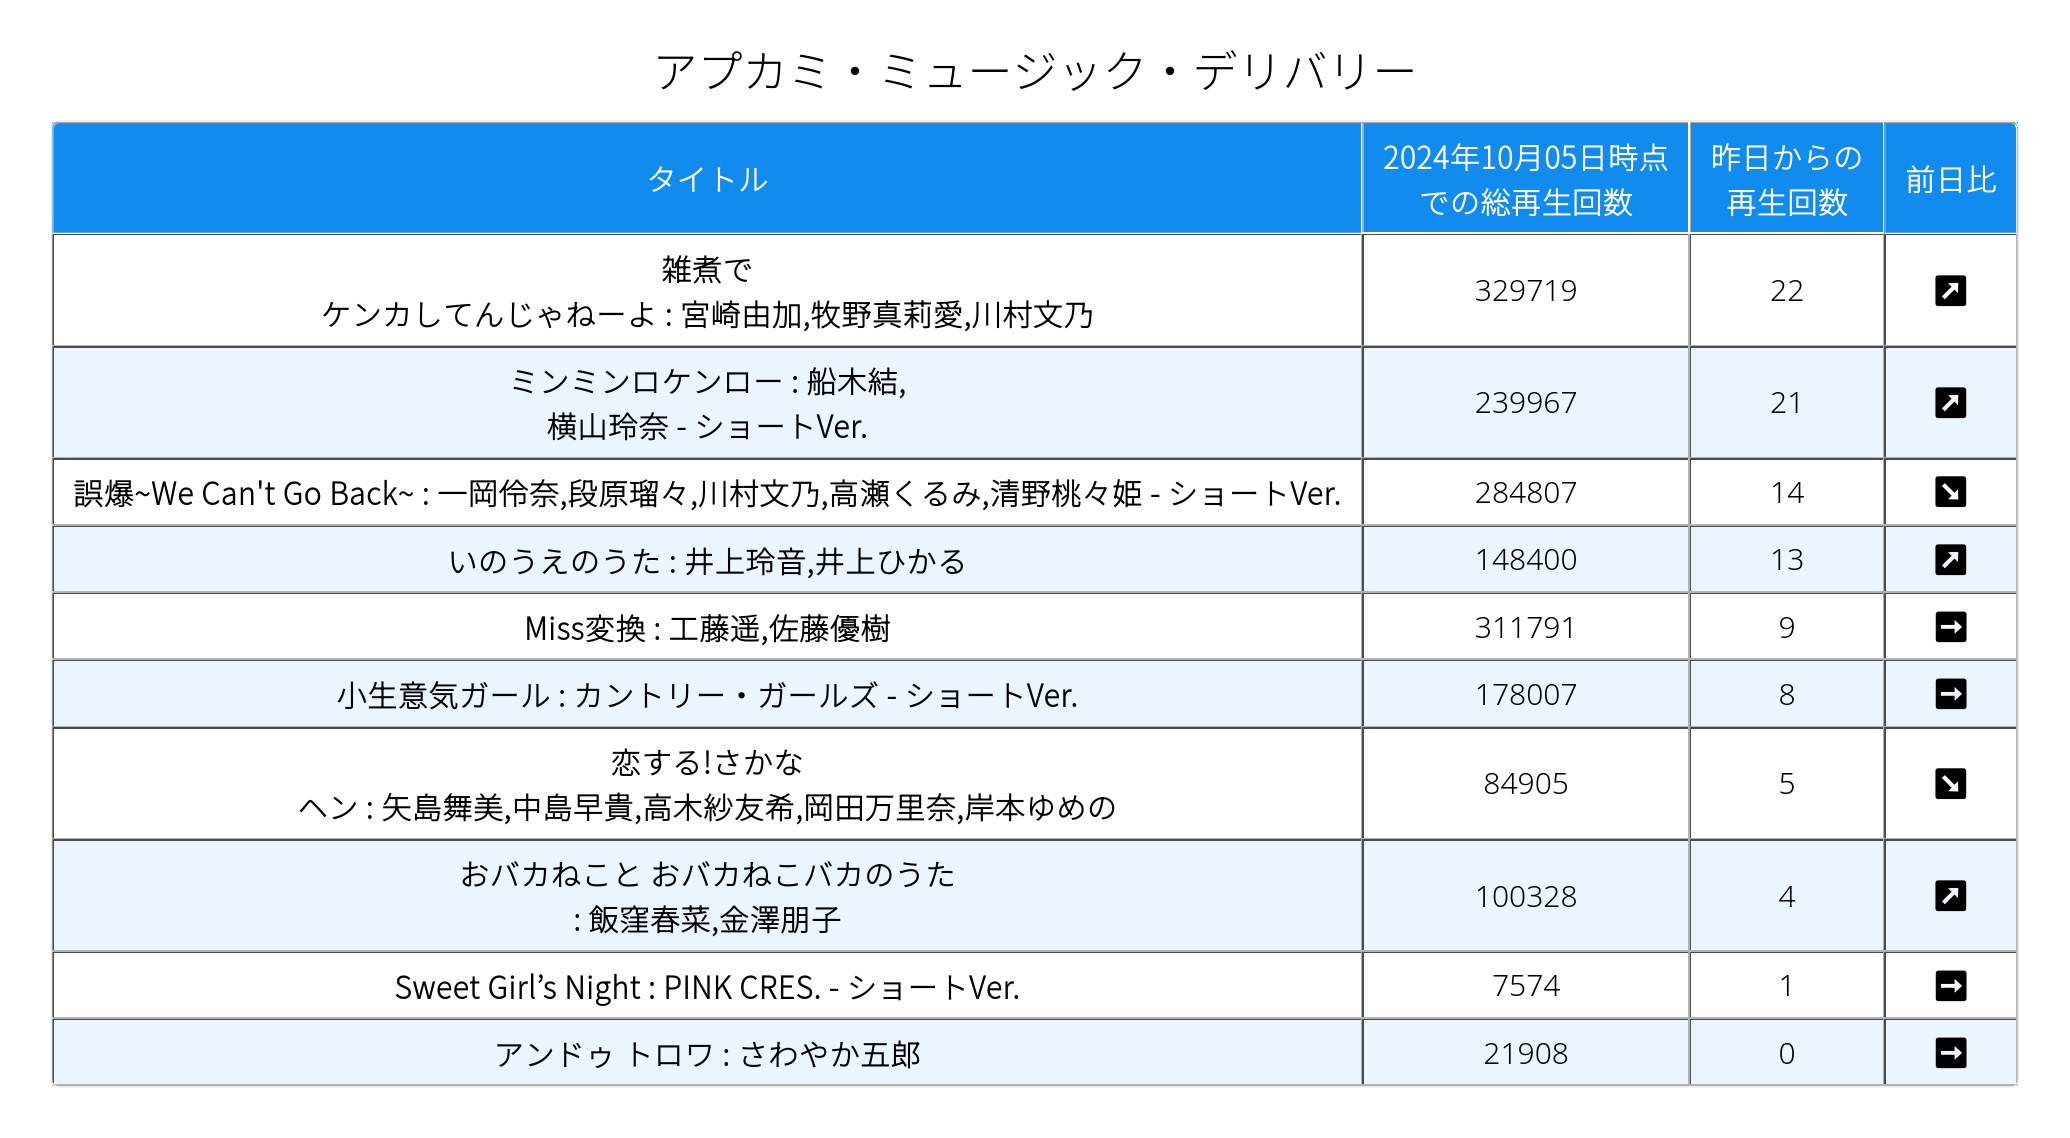 アプカミ・ミュージック・デリバリー
タイトル
2024年10月05日時点
での総再生回数
昨日からの
再生回数
前日比
雑煮で
ケンカしてんじゃねーよ : 宮崎由加,牧野真莉愛,川村文乃
329719
22
ミンミンロケンロー : 船木結,
横山玲奈 - ショートVer.
239967
21
誤爆~We Can't Go Back~ : 一岡伶奈,段原瑠々,川村文乃,高瀬くるみ,清野桃々姫 - ショートVer.
284807
14
いのうえのうた : 井上玲音,井上ひかる
148400
13
Miss変換 : 工藤遥,佐藤優樹
311791
9
小生意気ガール : カントリー・ガールズ - ショートVer.
178007
8
恋する!さかな
ヘン : 矢島舞美,中島早貴,高木紗友希,岡田万里奈,岸本ゆめの
84905
5
おバカねこと おバカねこバカのうた
: 飯窪春菜,金澤朋子
100328
4
Sweet Girl’s Night : PINK CRES. - ショートVer.
7574
1
アンドゥ トロワ : さわやか五郎
21908
0